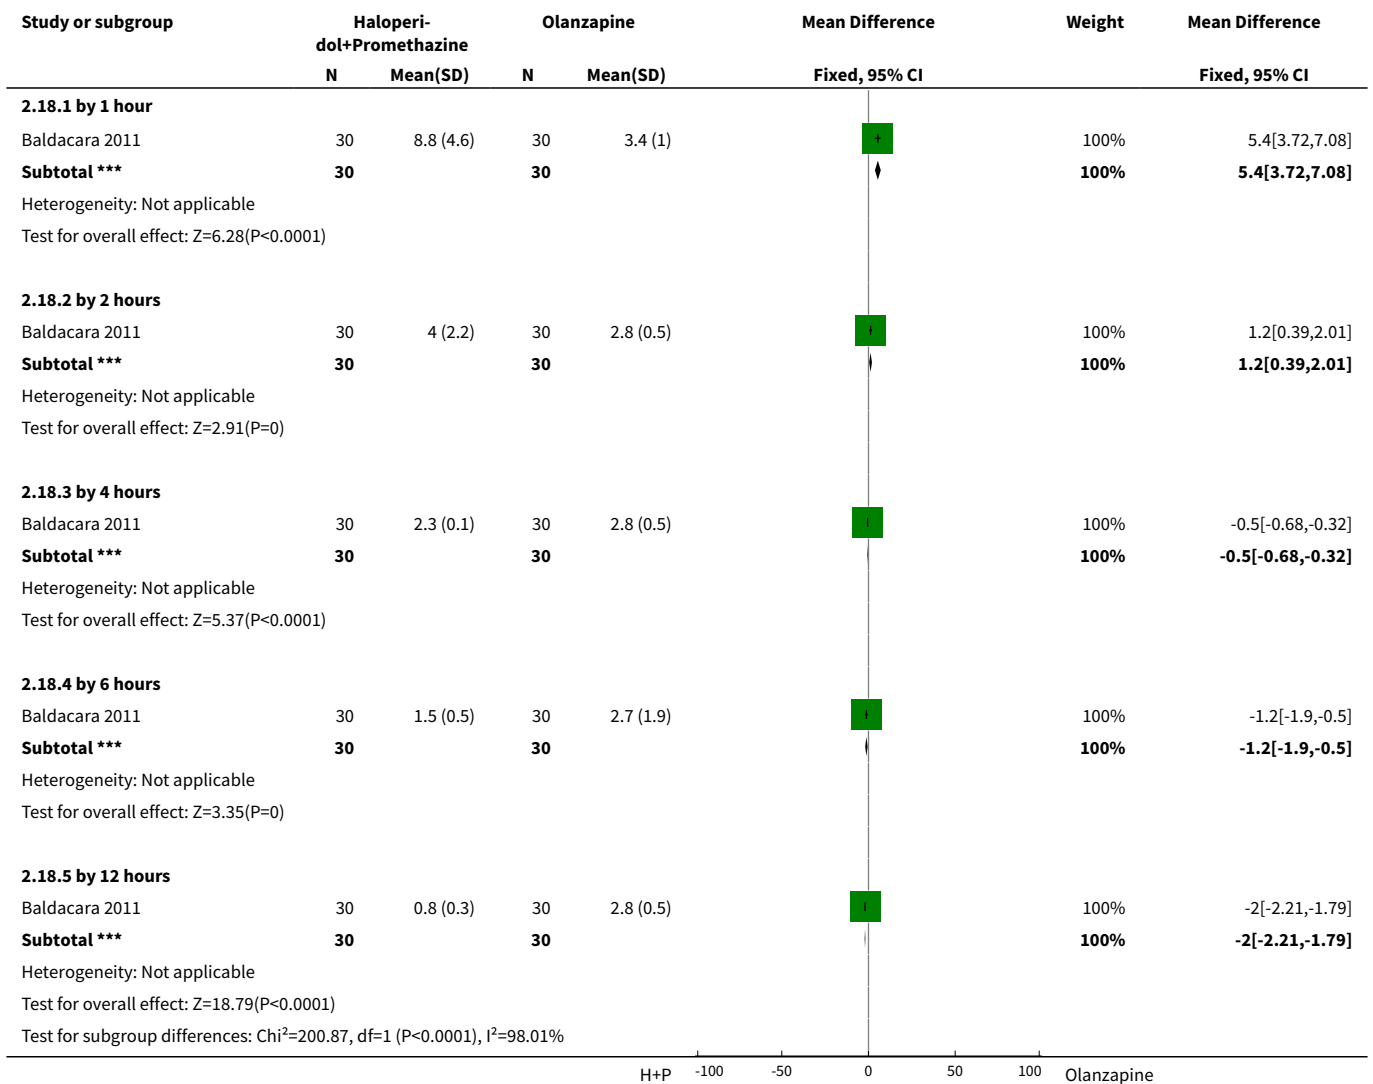 Study or subgroup Haloperi- Olanzapine Mean Difference Weight Mean Difference
dol+Promethazine
N Mean(SD) N Mean(SD) Fixed, 95% CI Fixed, 95% CI
2.18.1 by 1 hour
Baldacara 2011 30 8.8 (4.6) 30 3.4 (1) 100% 5.4[3.72,7.08]
Subtotal *** 30 30 100% 5.4[3.72,7.08]
Heterogeneity: Not applicable
Test for overall effect: Z=6.28(P<0.0001)
2.18.2 by 2 hours
Baldacara 2011 30 4 (2.2) 30 2.8 (0.5) 100% 1.2[0.39,2.01]
Subtotal *** 30 30 100% 1.2[0.39,2.01]
Heterogeneity: Not applicable
Test for overall effect: Z=2.91(P=0)
2.18.3 by 4 hours
Baldacara 2011 30 2.3 (0.1) 30 2.8 (0.5) 100% -0.5[-0.68,-0.32]
Subtotal *** 30 30 100% -0.5[-0.68,-0.32]
Heterogeneity: Not applicable
Test for overall effect: Z=5.37(P<0.0001)
2.18.4 by 6 hours
Baldacara 2011 30 1.5 (0.5) 30 2.7 (1.9) 100% -1.2[-1.9,-0.5]
Subtotal *** 30 30 100% -1.2[-1.9,-0.5]
Heterogeneity: Not applicable
Test for overall effect: Z=3.35(P=0)
2.18.5 by 12 hours
Baldacara 2011 30 0.8 (0.3) 30 2.8 (0.5) 100% -2[-2.21,-1.79]
Subtotal *** 30 30 100% -2[-2.21,-1.79]
Heterogeneity: Not applicable
Test for overall effect: Z=18.79(P<0.0001)
Test for subgroup differences: Chi²=200.87, df=1 (P<0.0001), I²=98.01%
H+P -100 -50 0 50 100 Olanzapine